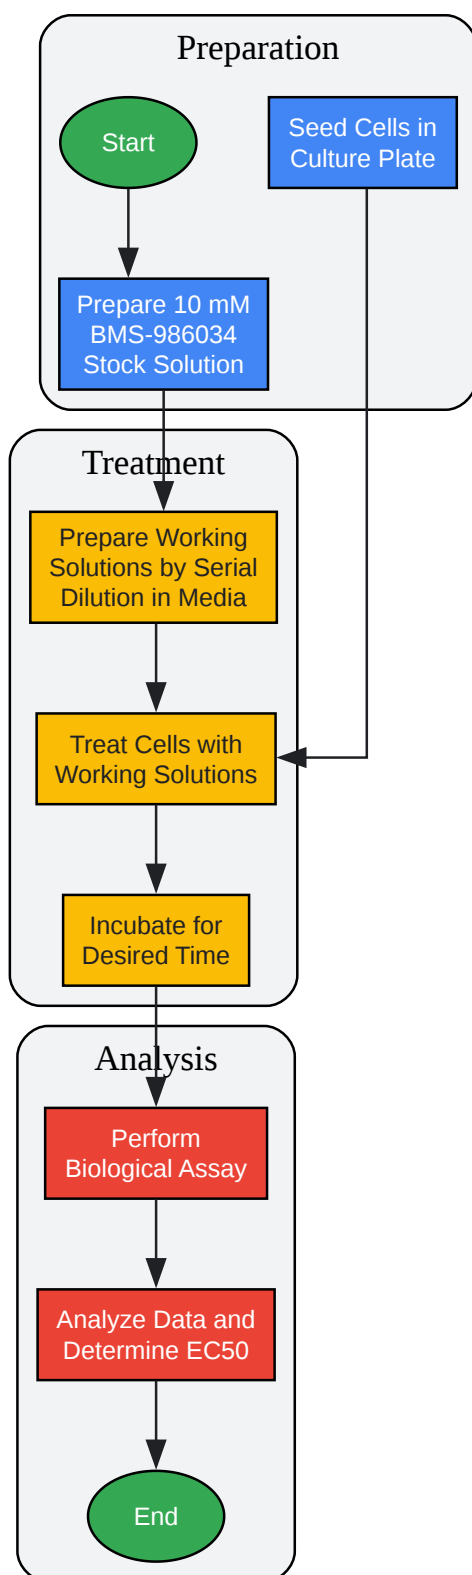 Preparation
Start
Seed Cells in
Culture Plate
Prepare 10 mM
BMS-986034
Stock Solution
Treatment
Prepare Working
Solutions by Serial
Dilution in Media
Treat Cells with
Working Solutions
Incubate for
Desired Time
Analysis
Perform
Biological Assay
Analyze Data and
Determine EC50
End